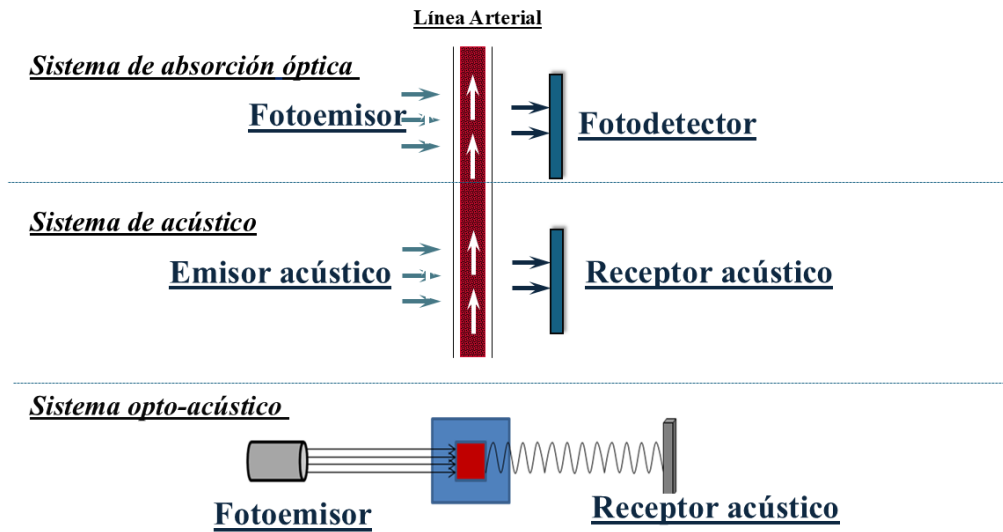 Línea Arterial
Sistema de absorción óptica
Fotoemisor
Fotodetector
Sistema de acústico
Emisor acústico
Receptor acústico
Sistema opto-acústico
Fotoemisor
Receptor acústico